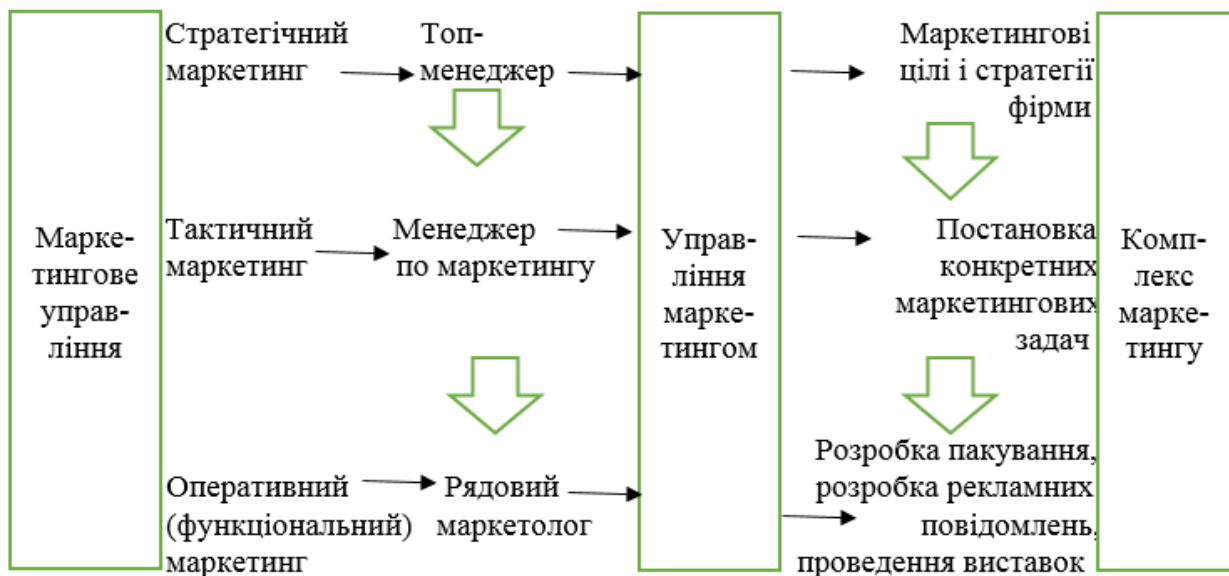 Стратегічний
маркетинг
Топ-
менеджер
Маркетингові
цілі і стратегії
фірми
Марке-
тингове
управ-
ління
Тактичний
маркетинг
Менеджер
по маркетингу
Управ-
ління
марке-
тингом
Постановка
конкретних
маркетингових
задач
Комп-
лекс
марке-
тингу
Оперативний
(функціональний)
маркетинг
Рядовий
маркетолог
Розробка пакування,
розробка рекламних
повідомлень,
проведення виставок